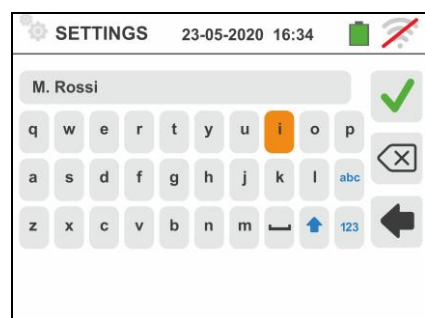 SETTINGS 23-05-2020 16:34
M. Rossi
q w e r t y u i o p
a s d f g h j k l abc
z x c v b n m 123